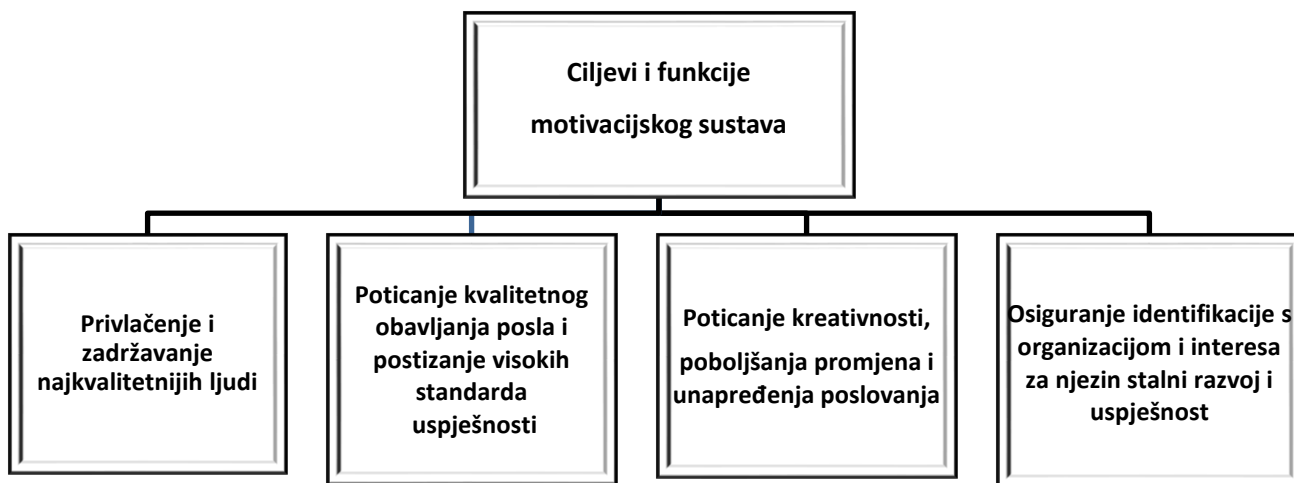 Ciljevi i funkcije
motivacijskog sustava
Privlačenje i
zadržavanje
najkvalitetnijih ljudi
Poticanje kvalitetnog
obavljanja posla i
postizanje visokih
standarda
uspješnosti
Poticanje kreativnosti,
poboljšanja promjena i
unapređenja poslovanja
Osiguranje identifikacije s
organizacijom i interesa
za njezin stalni razvoj i
uspješnost